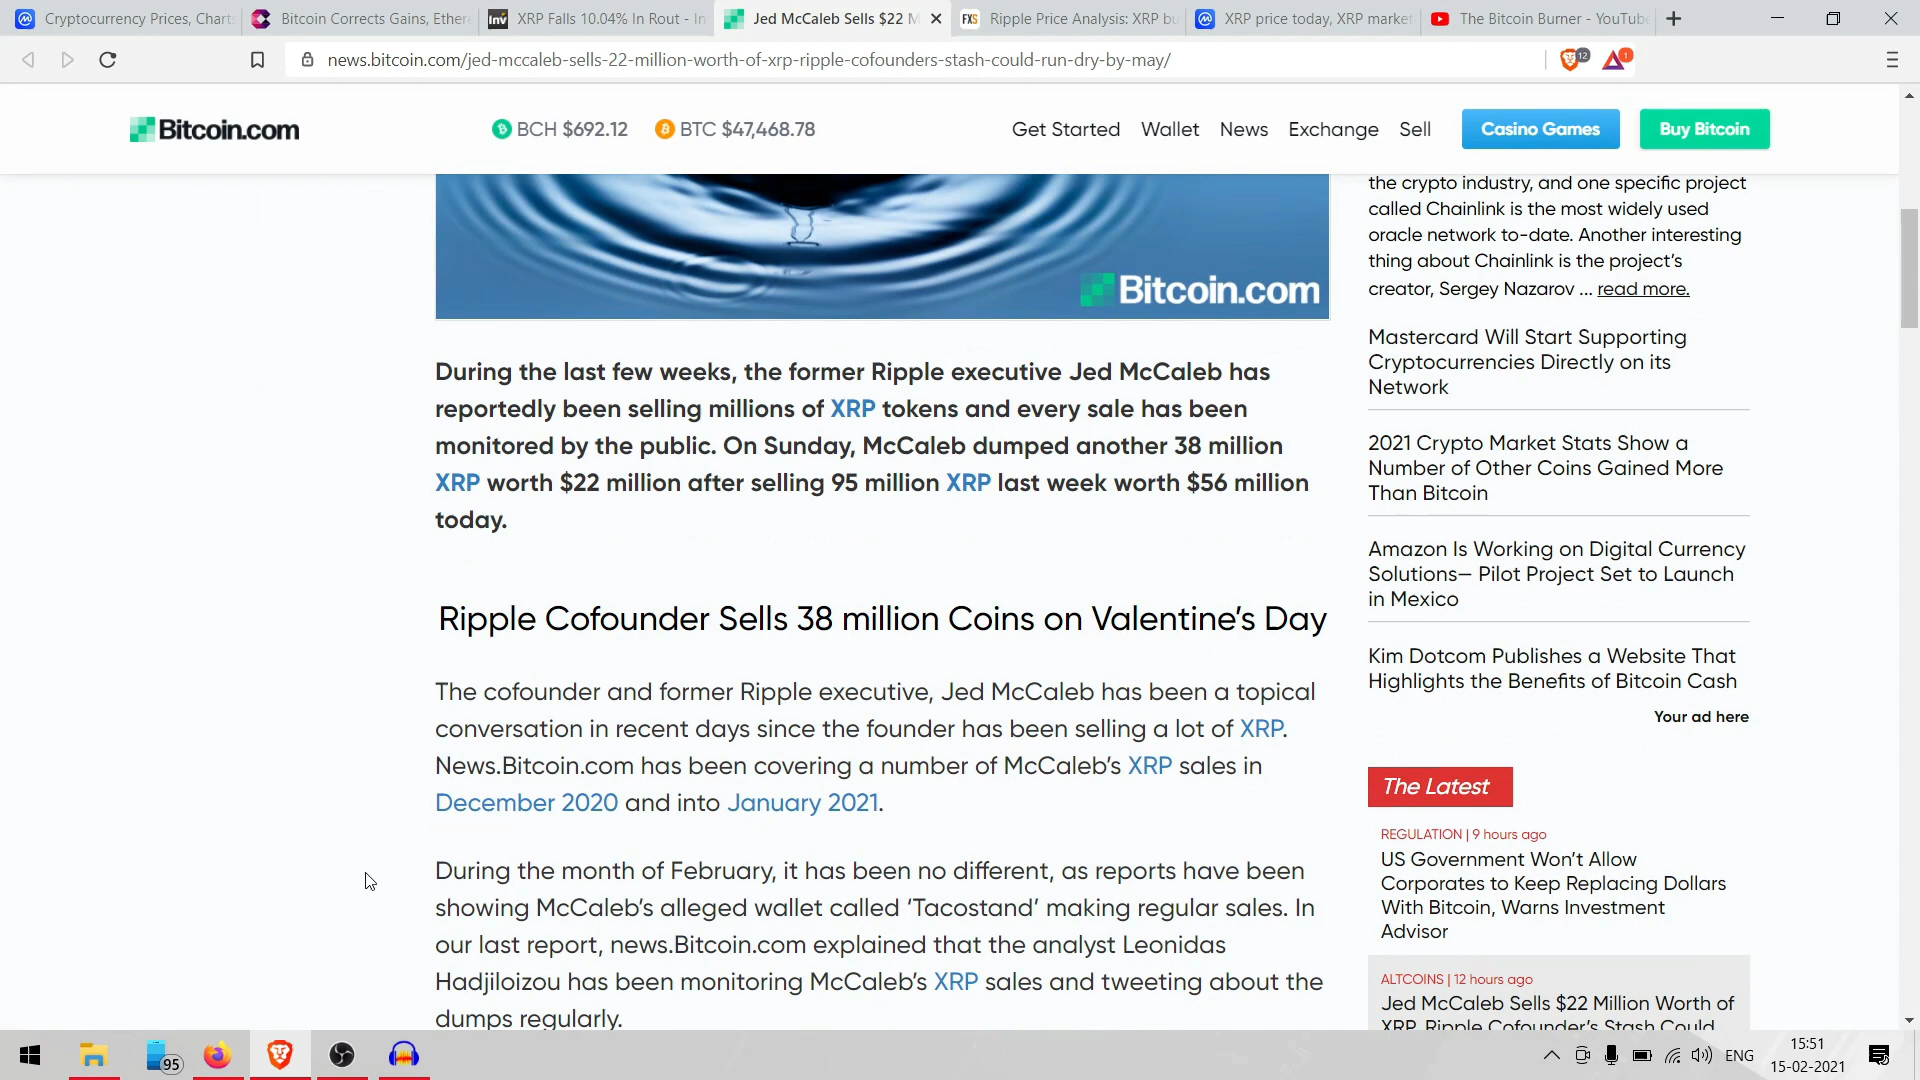 Cryptocurrency Prices, Charts
Bitcoin Corrects Gains, Ether
XRP Falls 10.04% In Rout - In
Jed McCaleb Sells $22 M
Ripple Price Analysis: XRP bu
XRP price today, XRP market
The Bitcoin Burner - YouTube
news.bitcoin.com/jed-mccaleb-sells-22-million-worth-of-xrp-ripple-cofounders-stash-could-run-dry-by-may/
12
1
Bitcoin.com
BCH $692.12
BTC $47,468.78
Get Started
Wallet
News
Exchange
Sell
Casino Games
Buy Bitcoin
Bitcoin.com
During the last few weeks, the former Ripple executive Jed McCaleb has
reportedly been selling millions of XRP tokens and every sale has been
monitored by the public. On Sunday, McCaleb dumped another 38 million
XRP worth $22 million after selling 95 million XRP last week worth $56 million
today.
Ripple Cofounder Sells 38 million Coins on Valentine's Day
The cofounder and former Ripple executive, Jed McCaleb has been a topical
conversation in recent days since the founder has been selling a lot of XRP.
News.Bitcoin.com has been covering a number of McCaleb's XRP sales in
December 2020 and into January 2021.
During the month of February, it has been no different, as reports have been
showing McCaleb's alleged wallet called 'Tacostand' making regular sales. In
our last report, news.Bitcoin.com explained that the analyst Leonidas
Hadjiloizou has been monitoring McCaleb's XRP sales and tweeting about the
dumps regularly.
the crypto industry, and one specific project
called Chainlink is the most widely used
oracle network to-date. Another interesting
thing about Chainlink is the project's
creator, Sergey Nazarov ... read more.
Mastercard Will Start Supporting
Cryptocurrencies Directly on its
Network
2021 Crypto Market Stats Show a
Number of Other Coins Gained More
Than Bitcoin
Amazon Is Working on Digital Currency
Solutions— Pilot Project Set to Launch
in Mexico
Kim Dotcom Publishes a Website That
Highlights the Benefits of Bitcoin Cash
Your ad here
The Latest
REGULATION | 9 hours ago
US Government Won't Allow
Corporates to Keep Replacing Dollars
With Bitcoin, Warns Investment
Advisor
ALTCOINS | 12 hours ago
Jed McCaleb Sells $22 Million Worth of
XRP, Ripple Cofounder's Stash Could
95
ENG
15:51
15-02-2021